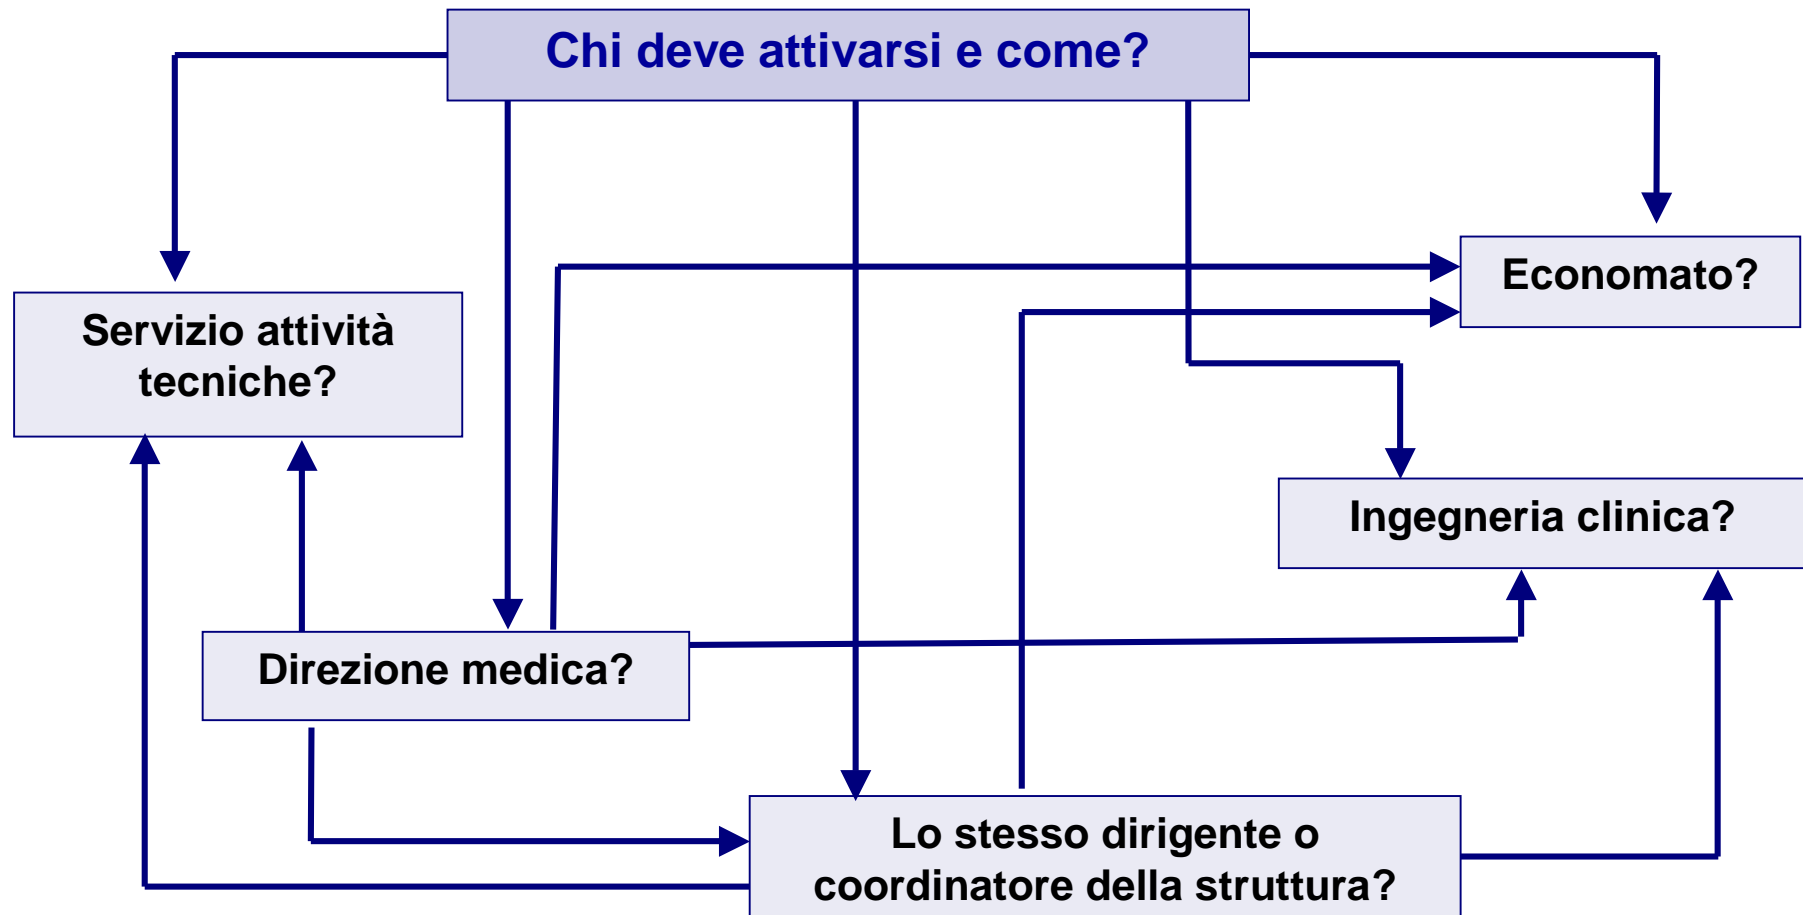 Chi deve attivarsi e come?
Economato?
Servizio attività
tecniche?
Ingegneria clinica?
Direzione medica?
Lo stesso dirigente o
coordinatore della struttura?